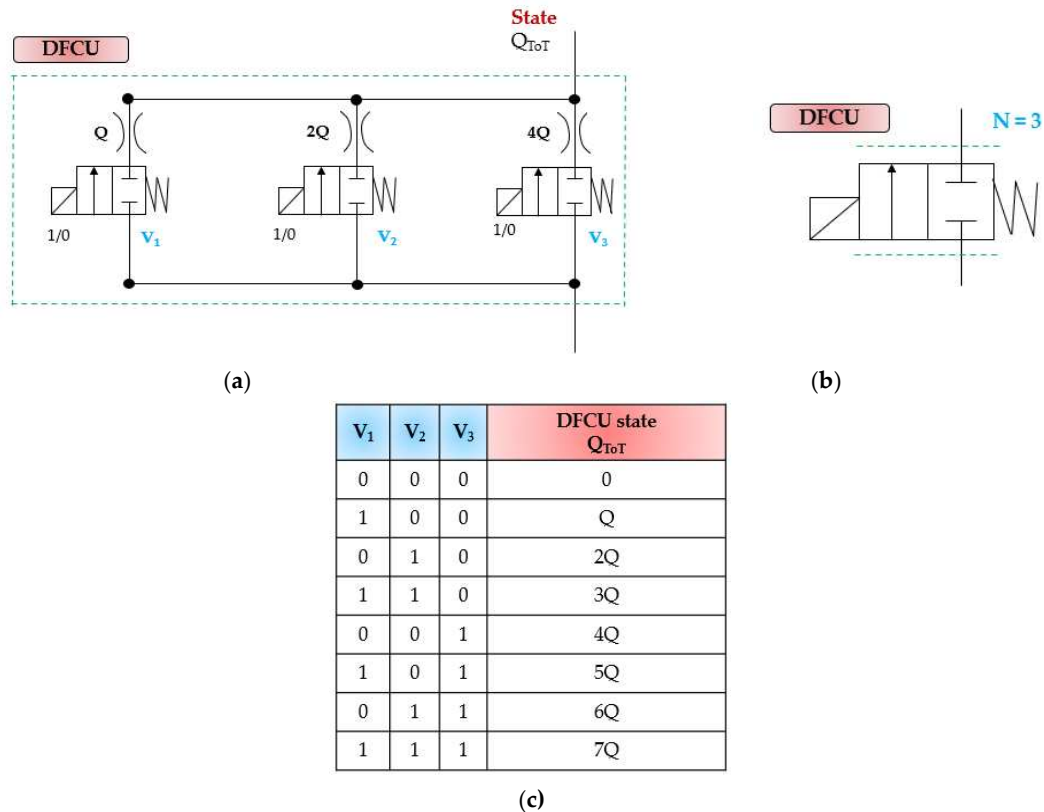 State
Q_ToT
DFCU
Q 2Q 4Q
1/0 V₁ 1/0 V₂ 1/0 V₃
(a)
DFCU N = 3
(b)
V₁ V₂ V₃ DFCU state Q_ToT
0 0 0 0
1 0 0 Q
0 1 0 2Q
1 1 0 3Q
0 0 1 4Q
1 0 1 5Q
0 1 1 6Q
1 1 1 7Q
(c)